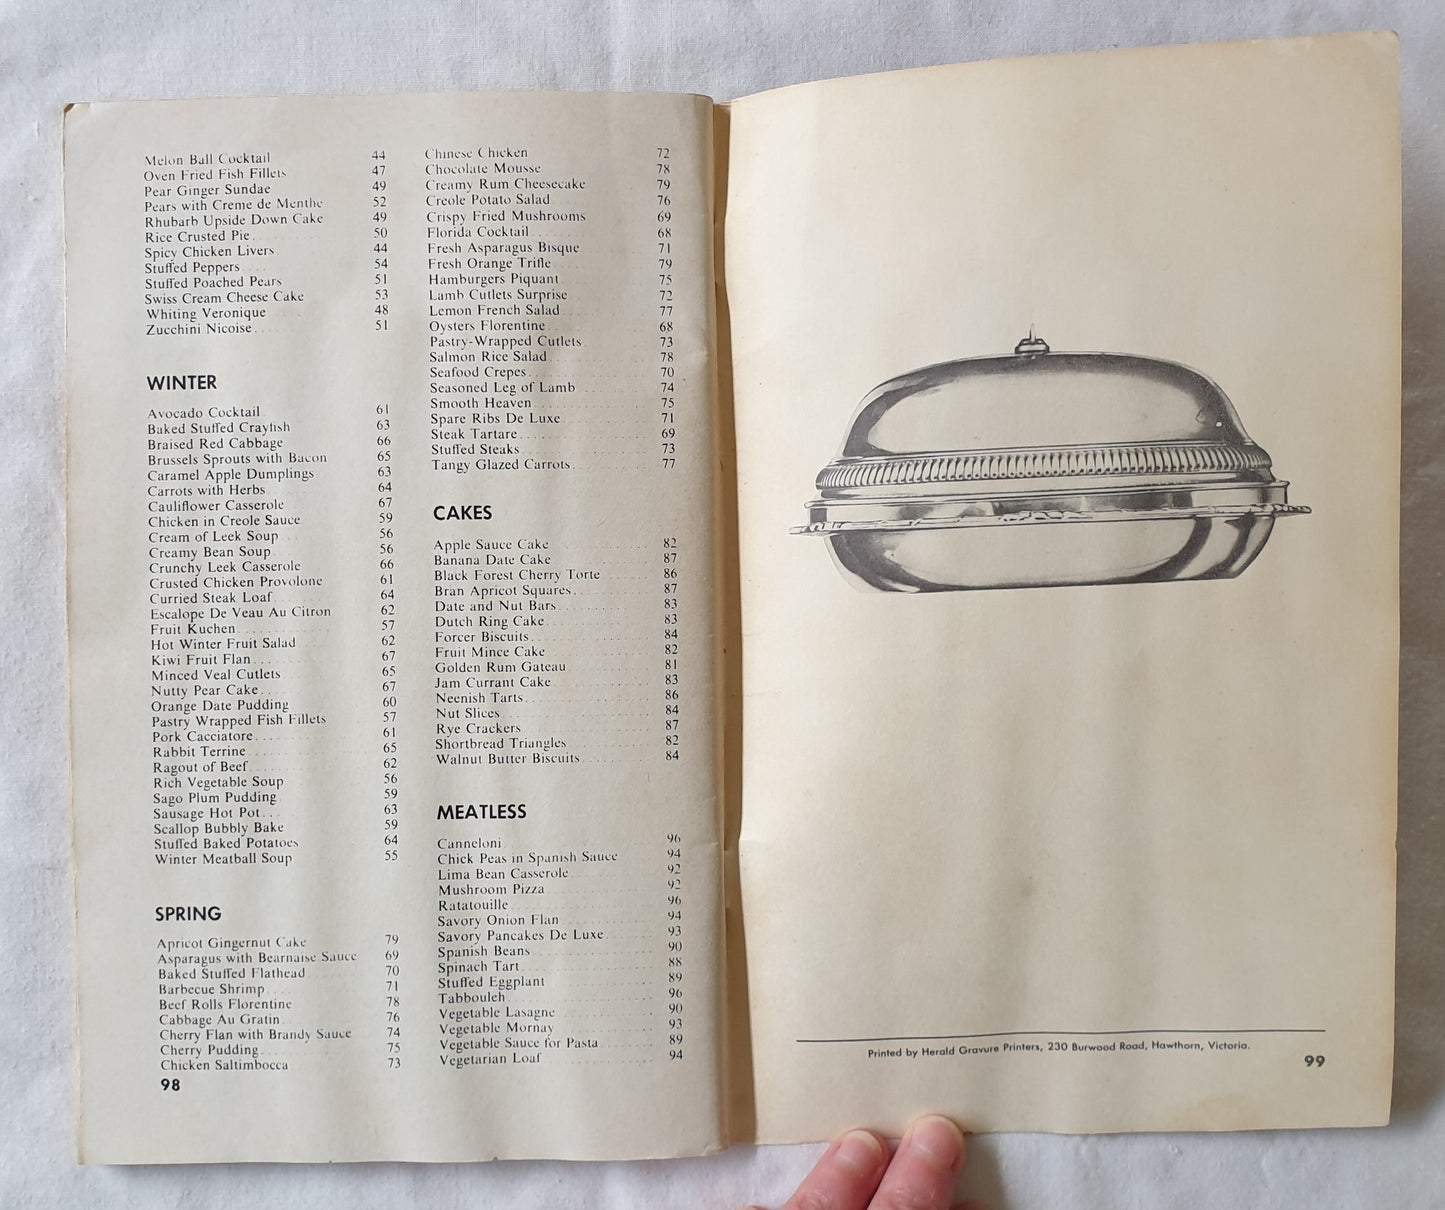 Melon Ball Cocktail 44
Oven Fried Fish Fillets 47
Pear Ginger Sundae 49
Pears with Creme de Menthe 52
Rhubarb Upside Down Cake 49
Rice Crusted Pie 50
Spicy Chicken Livers 44
Stuffed Peppers 54
Stuffed Poached Pears 51
Swiss Cream Cheese Cake 53
Whiting Veronique 48
Zucchini Nicoise 51
WINTER
Avocado Cocktail 61
Baked Stuffed Crayfish 63
Braised Red Cabbage 66
Brussels Sprouts with Bacon 65
Caramel Apple Dumplings 63
Carrots with Herbs 64
Cauliflower Casserole 67
Chicken in Creole Sauce 59
Cream of Leek Soup 56
Creamy Bean Soup 56
Crunchy Leek Casserole 66
Crusted Chicken Provolone 61
Curried Steak Loaf 64
Escalope De Veau Au Citron 62
Fruit Kuchen 57
Hot Winter Fruit Salad 62
Kiwi Fruit Flan 67
Minced Veal Cutlets 65
Nutty Pear Cake 67
Orange Date Pudding 60
Pastry Wrapped Fish Fillets 57
Pork Cacciatore 61
Rabbit Terrine 65
Ragout of Beef 62
Rich Vegetable Soup 56
Sago Plum Pudding 59
Sausage Hot Pot 63
Scallop Bubbly Bake 59
Stuffed Baked Potatoes 64
Winter Meatball Soup 55
SPRING
Apricot Gingernut Cake 79
Asparagus with Bearnaise Sauce 69
Baked Stuffed Flathead 70
Barbecue Shrimp 71
Beef Rolls Florentine 78
Cabbage Au Gratin 76
Cherry Flan with Brandy Sauce 74
Cherry Pudding 75
Chicken Saltimbocca 73
98
Chinese Chicken 72
Chocolate Mousse 78
Creamy Rum Cheesecake 79
Creole Potato Salad 76
Crispy Fried Mushrooms 69
Florida Cocktail 68
Fresh Asparagus Bisque 71
Fresh Orange Trifle 79
Hamburgers Piquant 75
Lamb Cutlets Surprise 72
Lemon French Salad 77
Oysters Florentine 68
Pastry-Wrapped Cutlets 73
Salmon Rice Salad 78
Seafood Crepes 70
Seasoned Leg of Lamb 74
Smooth Heaven 75
Spare Ribs De Luxe 71
Steak Tartare 69
Stuffed Steaks 73
Tangy Glazed Carrots 77
CAKES
Apple Sauce Cake 82
Banana Date Cake 87
Black Forest Cherry Torte 86
Bran Apricot Squares 87
Date and Nut Bars 83
Dutch Ring Cake 83
Forcer Biscuits 84
Fruit Mince Cake 82
Golden Rum Gateau 81
Jam Currant Cake 83
Neenish Tarts 86
Nut Slices 84
Rye Crackers 87
Shortbread Triangles 82
Walnut Butter Biscuits 84
MEATLESS
Canneloni 96
Chick Peas in Spanish Sauce 94
Lima Bean Casserole 92
Mushroom Pizza 92
Ratatouille 96
Savory Onion Flan 94
Savory Pancakes De Luxe 93
Spanish Beans 90
Spinach Tart 88
Stuffed Eggplant 89
Tabbouleh 96
Vegetable Lasagne 90
Vegetable Mornay 93
Vegetable Sauce for Pasta 89
Vegetarian Loaf 94
Printed by Herald Gravure Printers, 230 Burwood Road, Hawthorn, Victoria.
99